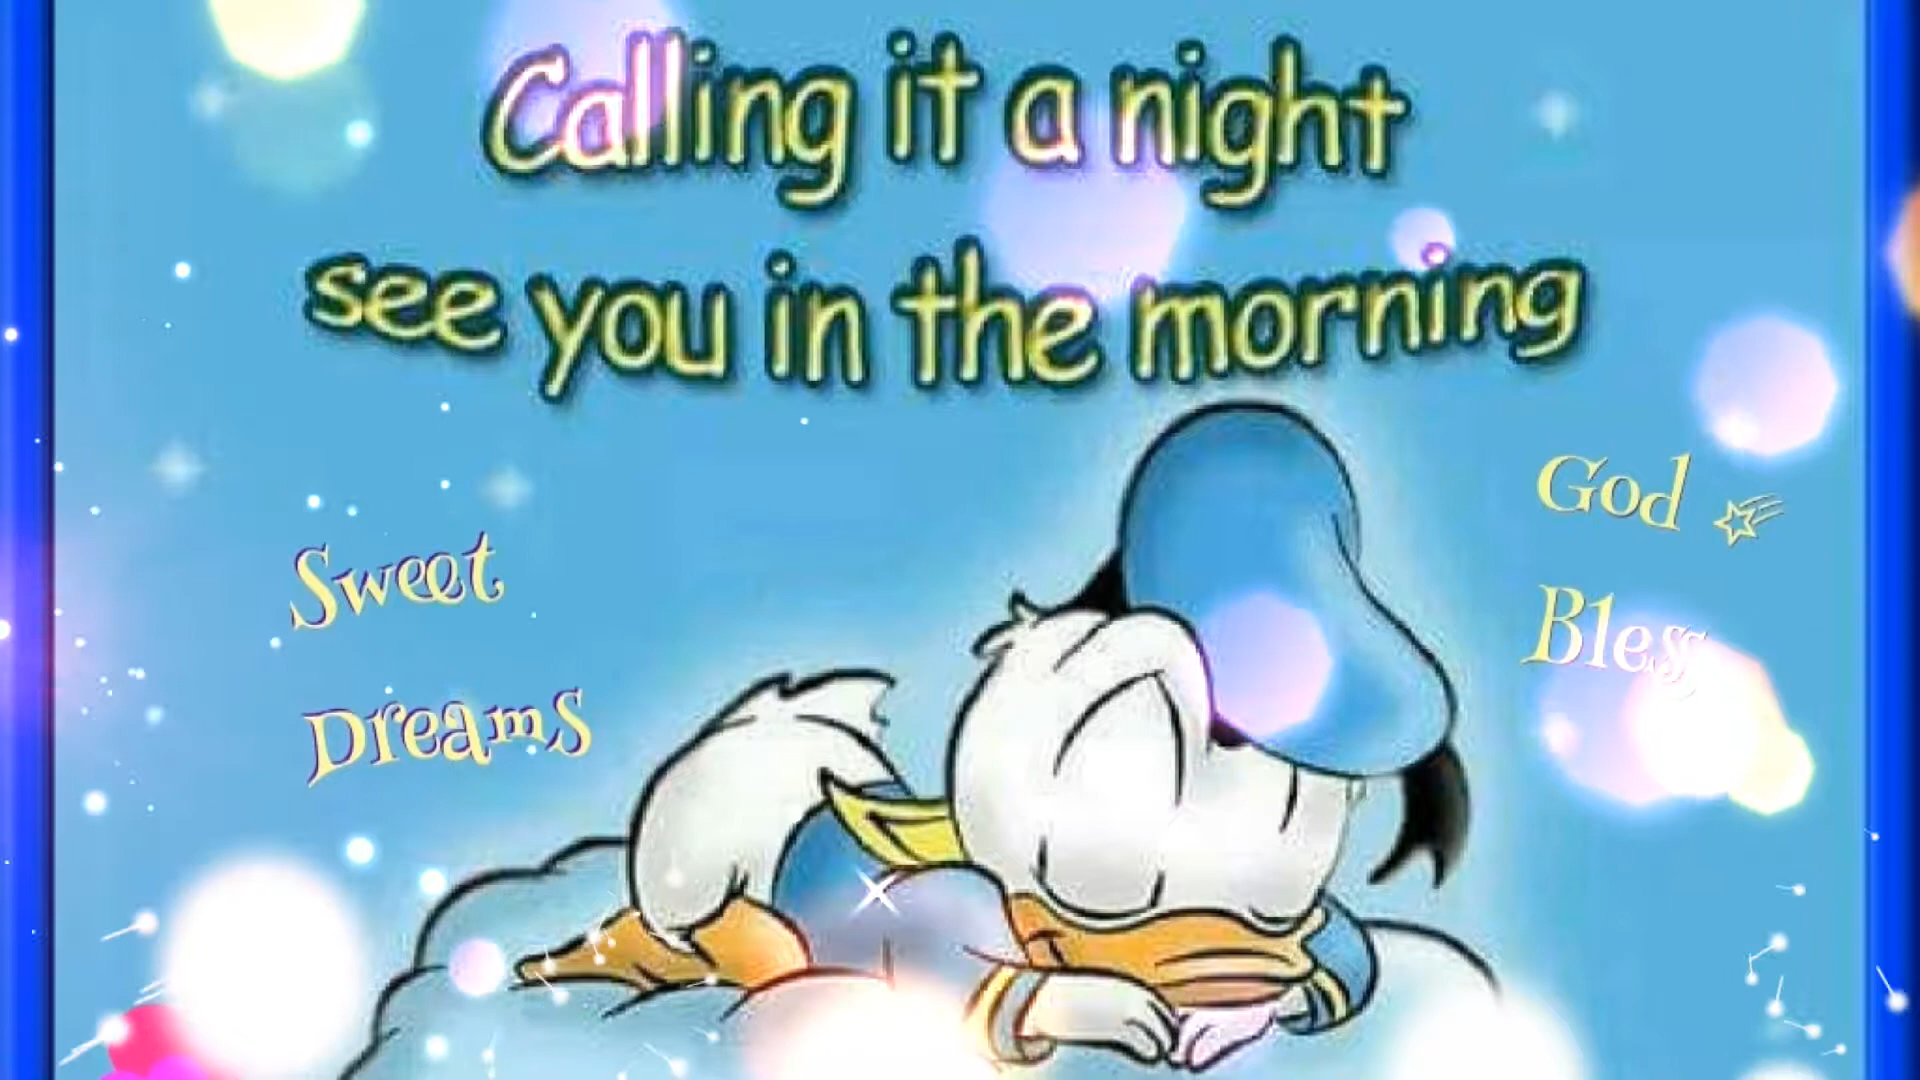 Calling it a night
see you in the morning
Sweet
Dreams
God
Bless